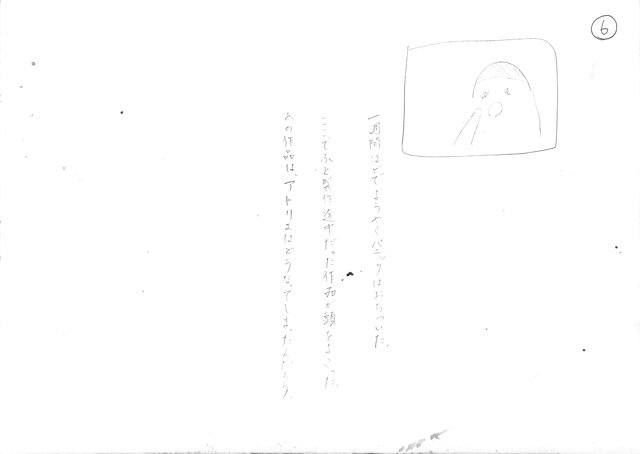 ⑥
一週間ほどでようやくパニックはおちついた。
ここでふと製作途中だった作品が頭をよぎった。
あの作品は、アトリエはどうなってしまったんだろう。